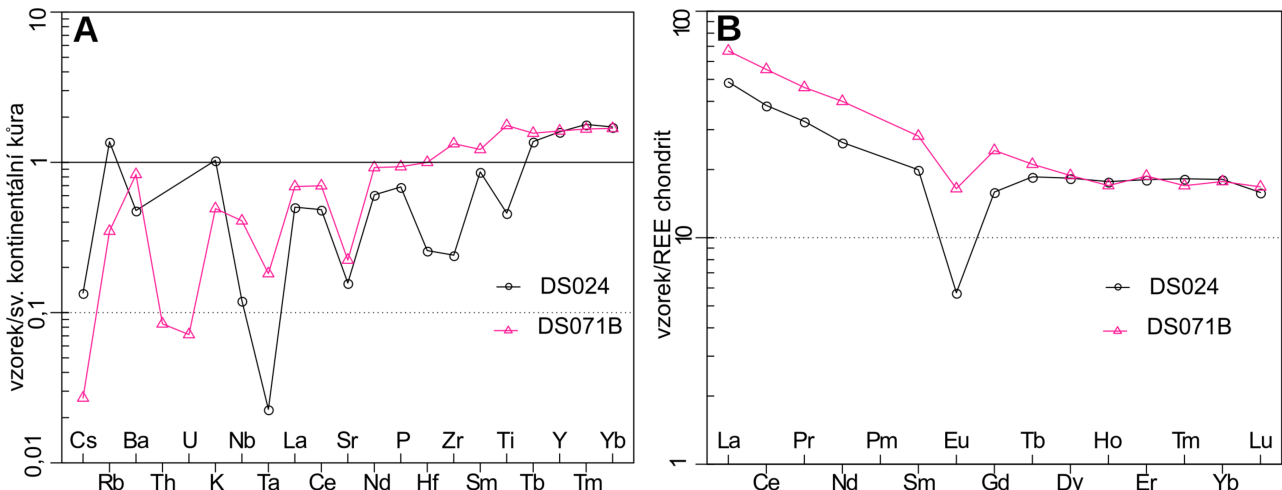 A
vzorek/sv. kontinentální kůra
10
1
0,1
0,01
Cs Ba U Nb La Sr P Zr Ti Y Yb
Rb Th K Ta Ce Nd Hf Sm Tb Tm
DS024
DS071B
B
vzorek/REE chondrit
100
10
1
La Pr Pm Eu Tb Ho Tm Lu
Ce Nd Sm Gd Dy Er Yb
DS024
DS071B